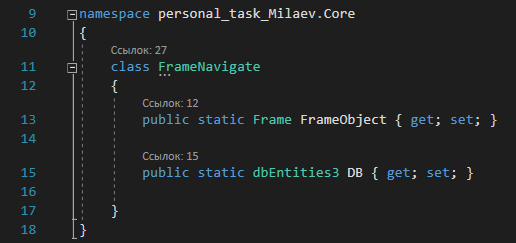 9 namespace personal_task_Milaev.Core
10 {
Ссылок: 27
11 class FrameNavigate
12 {
Ссылок: 12
13 public static Frame FrameObject { get; set; }
14
Ссылок: 15
15 public static dbEntities3 DB { get; set; }
16
17 }
18 }